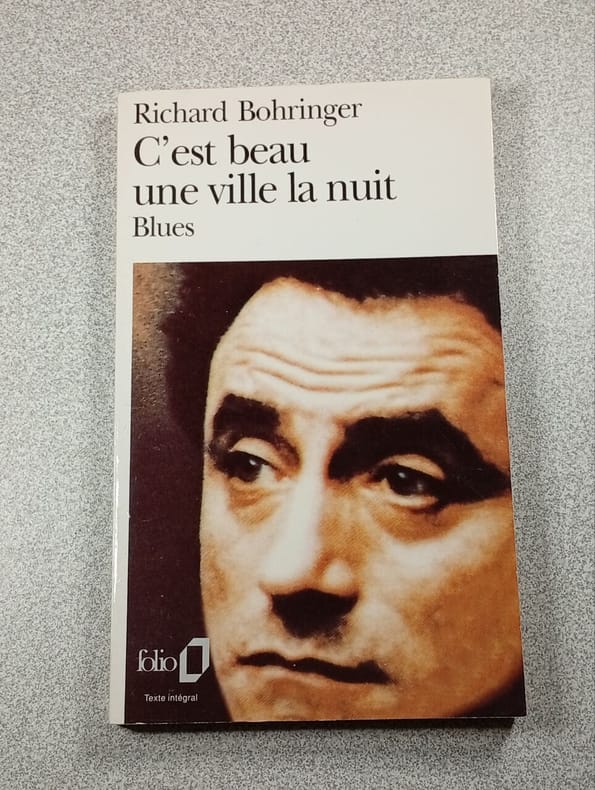 Richard Bohringer
C'est beau
une ville la nuit
Blues
folio
Texte intégral